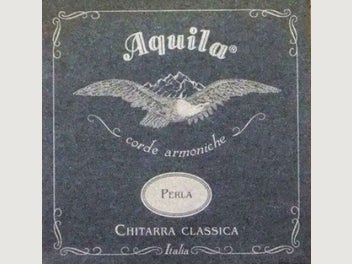 Aquila®
corde armoniche
PERLA
CHITARRA CLASSICA
Italia